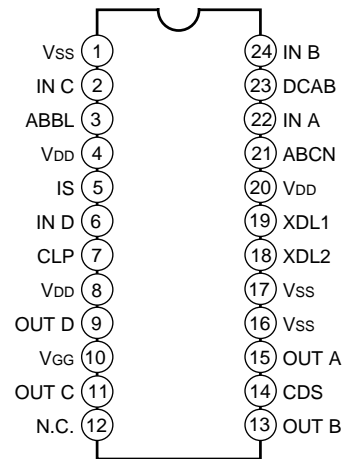 Vss 1 24 IN B
IN C 2 23 DCAB
ABBL 3 22 IN A
VDD 4 21 ABCN
IS 5 20 VDD
IN D 6 19 XDL1
CLP 7 18 XDL2
VDD 8 17 Vss
OUT D 9 16 Vss
VGG 10 15 OUT A
OUT C 11 14 CDS
N.C. 12 13 OUT B